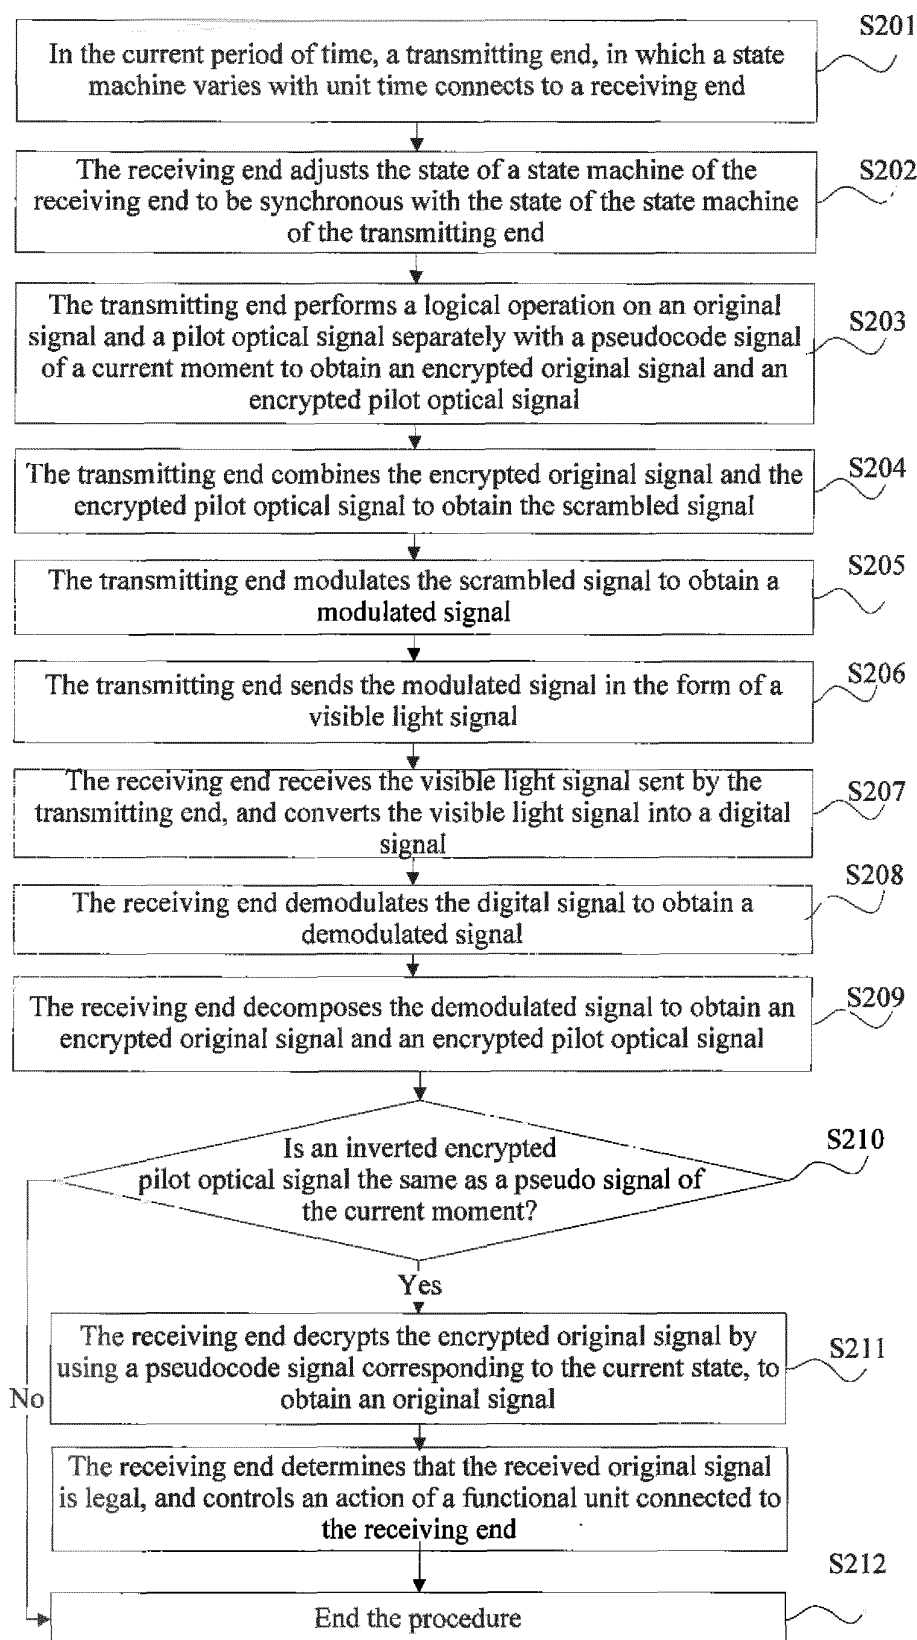 S201
In the current period of time, a transmitting end, in which a state
machine varies with unit time connects to a receiving end
S202
The receiving end adjusts the state of a state machine of the
receiving end to be synchronous with the state of the state machine
of the transmitting end
S203
The transmitting end performs a logical operation on an original
signal and a pilot optical signal separately with a pseudocode signal
of a current moment to obtain an encrypted original signal and an
encrypted pilot optical signal
S204
The transmitting end combines the encrypted original signal and the
encrypted pilot optical signal to obtain the scrambled signal
S205
The transmitting end modulates the scrambled signal to obtain a
modulated signal
S206
The transmitting end sends the modulated signal in the form of a
visible light signal
S207
The receiving end receives the visible light signal sent by the
transmitting end, and converts the visible light signal into a digital
signal
S208
The receiving end demodulates the digital signal to obtain a
demodulated signal
S209
The receiving end decomposes the demodulated signal to obtain an
encrypted original signal and an encrypted pilot optical signal
S210
Is an inverted encrypted
pilot optical signal the same as a pseudo signal of
the current moment?
Yes
S211
The receiving end decrypts the encrypted original signal by
using a pseudocode signal corresponding to the current state, to
obtain an original signal
No
The receiving end determines that the received original signal
is legal, and controls an action of a functional unit connected to
the receiving end
S212
End the procedure